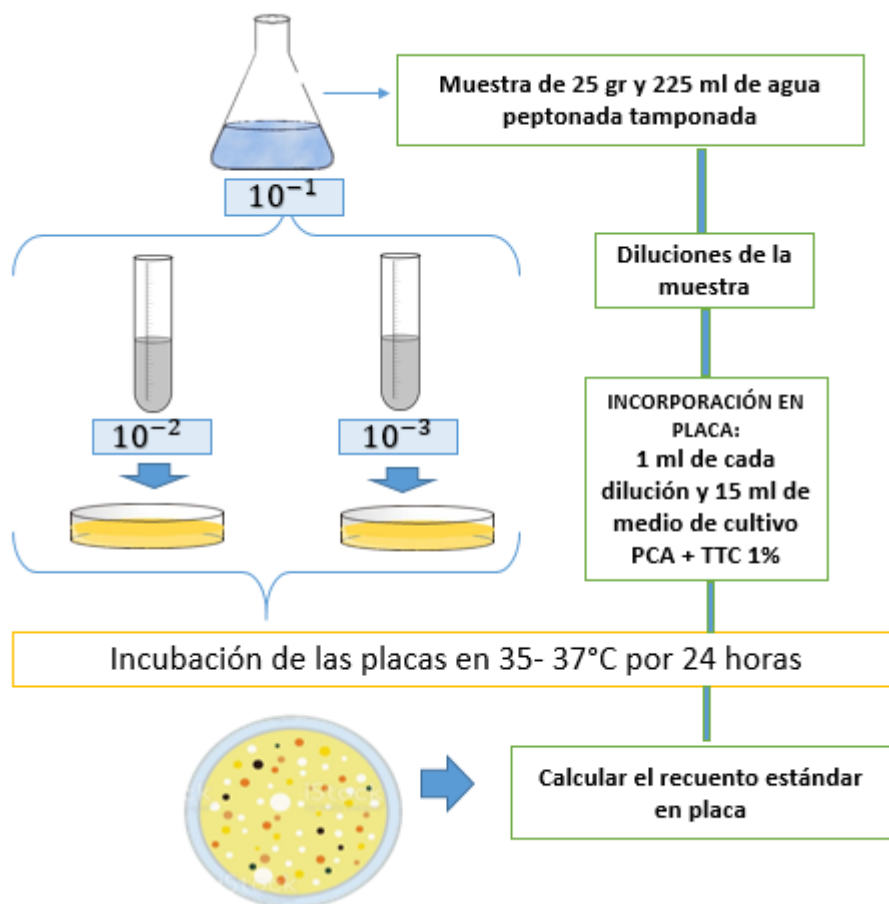 Muestra de 25 gr y 225 ml de agua
peptonada tamponada
10⁻¹
Diluciones de la
muestra
10⁻²
10⁻³
INCORPORACIÓN EN
PLACA:
1 ml de cada
dilución y 15 ml de
medio de cultivo
PCA + TTC 1%
Incubación de las placas en 35- 37°C por 24 horas
Calcular el recuento estándar
en placa
iStock